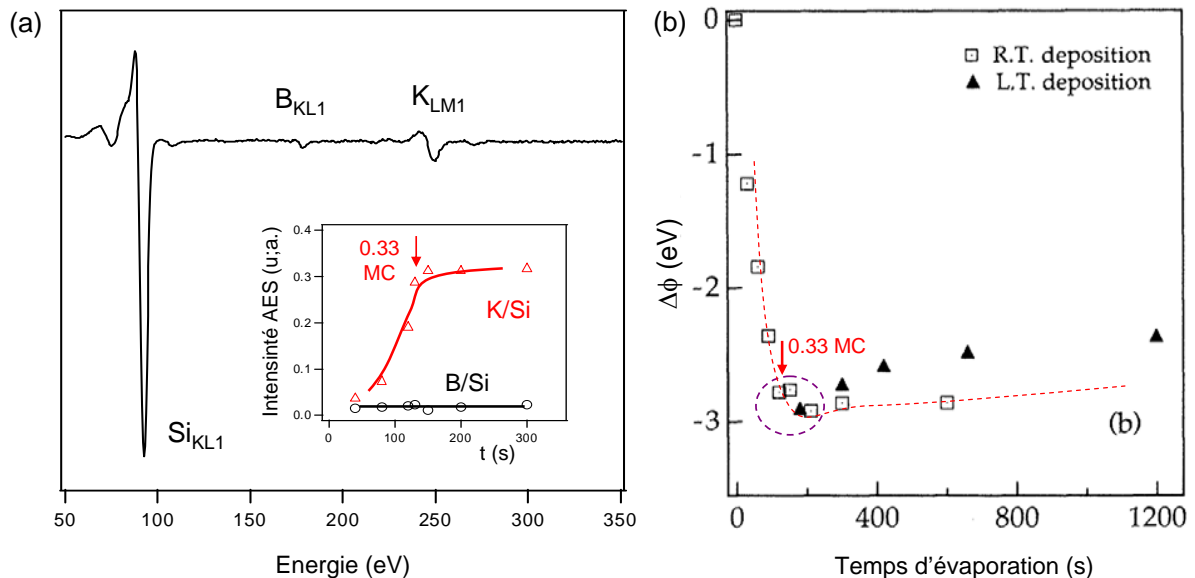 (a)
B_KL1
K_LM1
Si_KL1
50 100 150 200 250 300 350
Energie (eV)
0.4
0.3
0.2
0.1
0.0
Intensinté AES (u;a.)
0.33
MC
K/Si
B/Si
0 100 200 300
t (s)
(b)
0
-1
-2
-3
Δϕ (eV)
R.T. deposition
L.T. deposition
0.33 MC
(b)
0 400 800 1200
Temps d'évaporation (s)